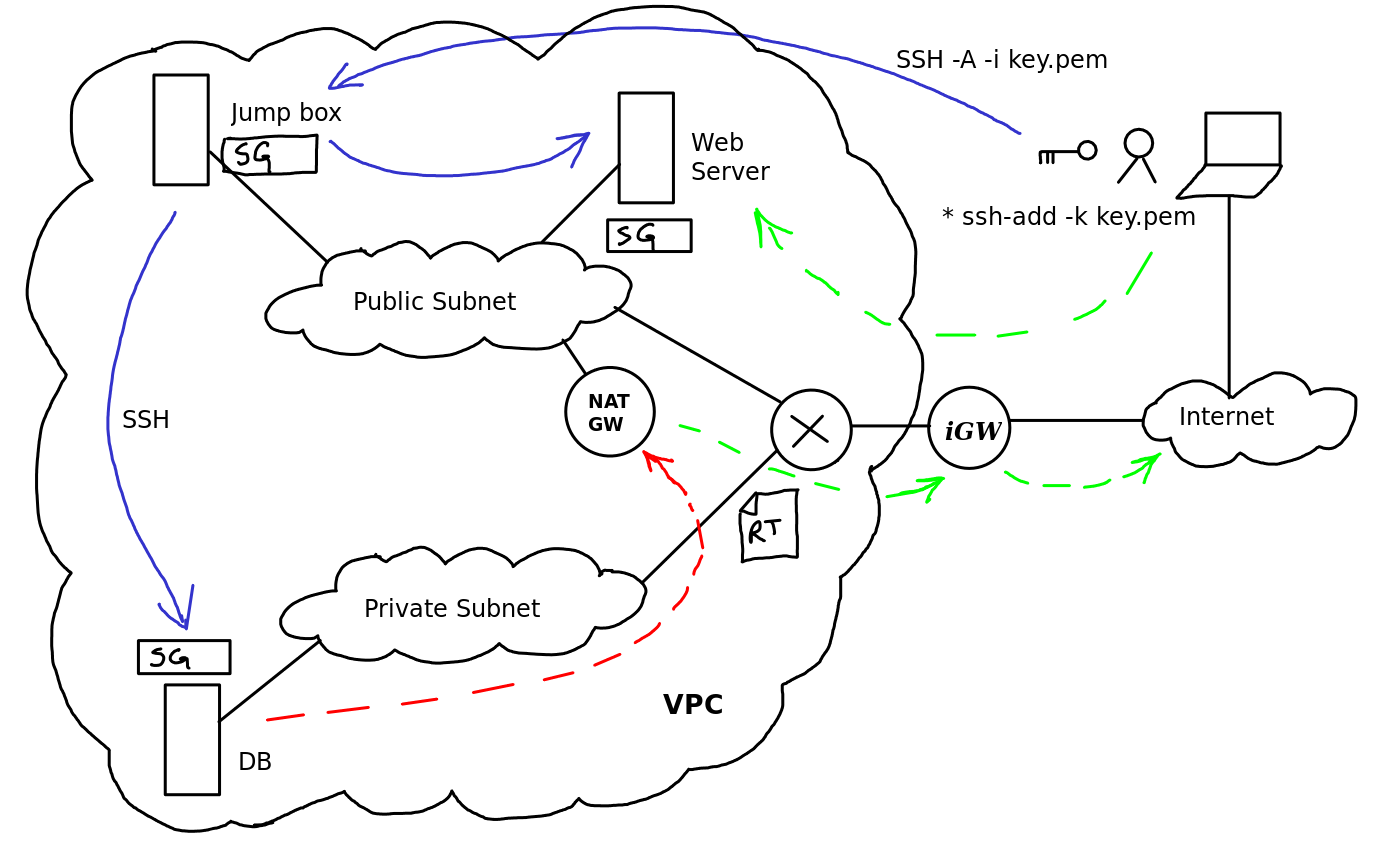 SSH -A -i key.pem
Jump box
SG
Web
Server
* ssh-add -k key.pem
SG
Public Subnet
NAT
GW
SSH
iGW
Internet
RT
Private Subnet
SG
VPC
DB